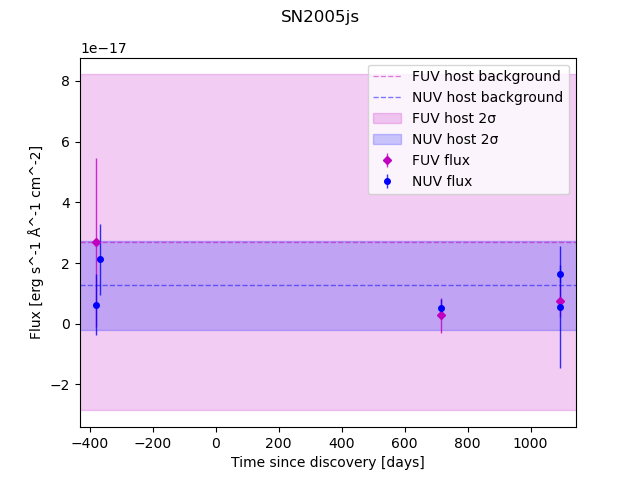 SN2005js
1e−17
FUV host background
NUV host background
FUV host 2σ
NUV host 2σ
FUV flux
NUV flux
8
6
4
2
0
−2
Flux [erg s^-1 Å^-1 cm^-2]
−400 −200 0 200 400 600 800 1000
Time since discovery [days]